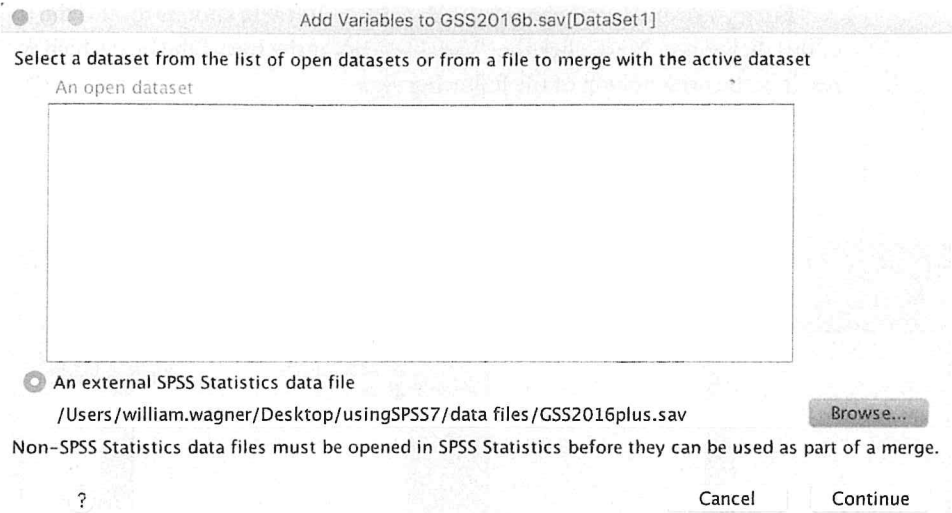 Add Variables to GSS2016b.sav[DataSet1]
Select a dataset from the list of open datasets or from a file to merge with the active dataset
An open dataset
An external SPSS Statistics data file
/Users/william.wagner/Desktop/usingSPSS7/data files/GSS2016plus.sav
Browse...
Non-SPSS Statistics data files must be opened in SPSS Statistics before they can be used as part of a merge.
?
Cancel
Continue